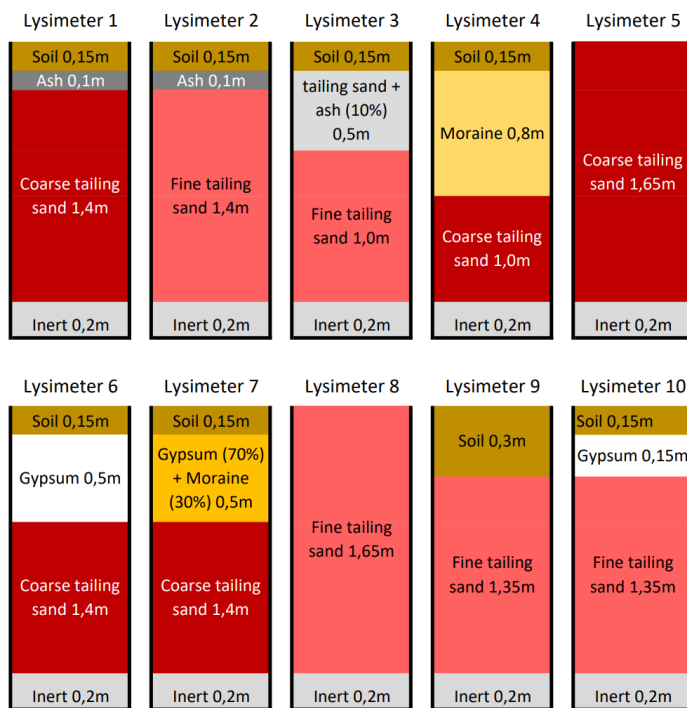 Lysimeter 1
Soil 0,15m
Ash 0,1m
Coarse tailing
sand 1,4m
Inert 0,2m
Lysimeter 2
Soil 0,15m
Ash 0,1m
Fine tailing
sand 1,4m
Inert 0,2m
Lysimeter 3
Soil 0,15m
tailing sand +
ash (10%)
0,5m
Fine tailing
sand 1,0m
Inert 0,2m
Lysimeter 4
Soil 0,15m
Moraine 0,8m
Coarse tailing
sand 1,0m
Inert 0,2m
Lysimeter 5
Coarse tailing
sand 1,65m
Inert 0,2m
Lysimeter 6
Soil 0,15m
Gypsum 0,5m
Coarse tailing
sand 1,4m
Inert 0,2m
Lysimeter 7
Soil 0,15m
Gypsum (70%)
+ Moraine
(30%) 0,5m
Coarse tailing
sand 1,4m
Inert 0,2m
Lysimeter 8
Fine tailing
sand 1,65m
Inert 0,2m
Lysimeter 9
Soil 0,3m
Fine tailing
sand 1,35m
Inert 0,2m
Lysimeter 10
Soil 0,15m
Gypsum 0,15m
Fine tailing
sand 1,35m
Inert 0,2m